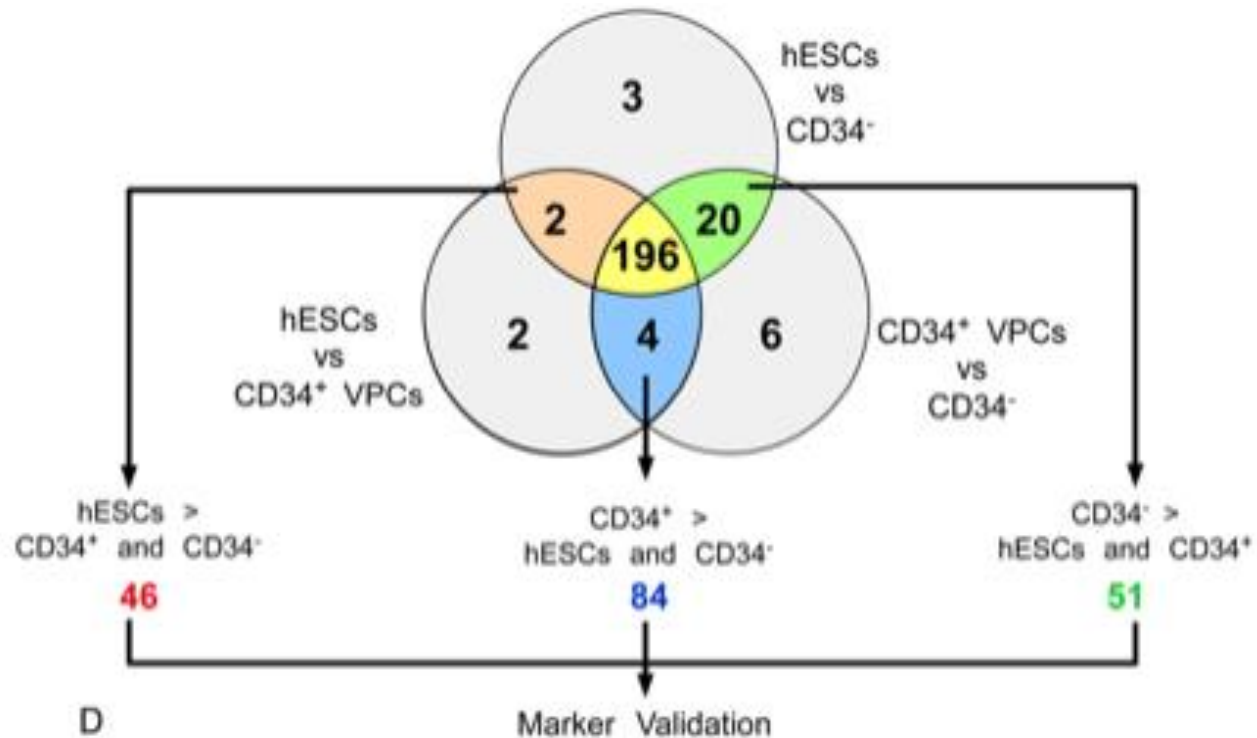 3
hESCs
vs
CD34⁻
2
20
196
hESCs
vs
CD34⁺ VPCs
2
4
6
CD34⁺ VPCs
vs
CD34⁻
hESCs >
CD34⁺ and CD34⁻
46
CD34⁺ >
hESCs and CD34⁻
84
CD34⁻ >
hESCs and CD34⁺
51
D
Marker Validation